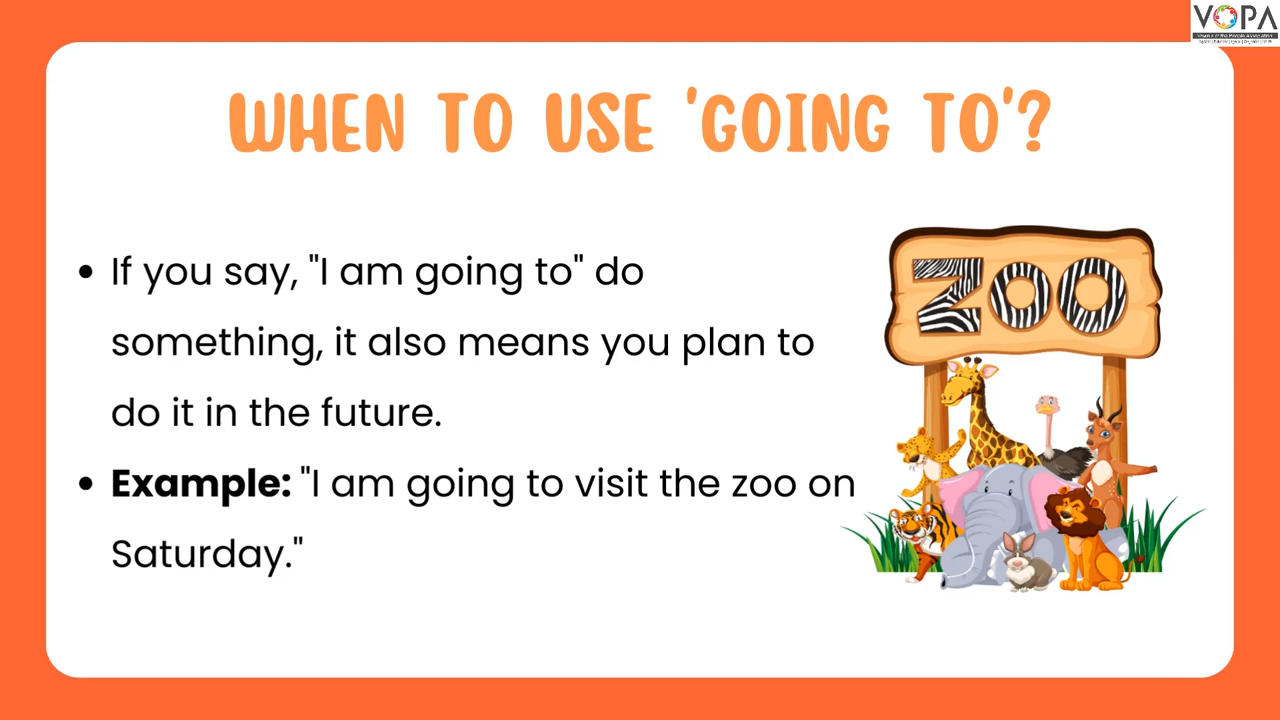 VOPA
WHEN TO USE 'GOING TO'?
• If you say, "I am going to" do
something, it also means you plan to
do it in the future.
• Example: "I am going to visit the zoo on
Saturday."
ZOO